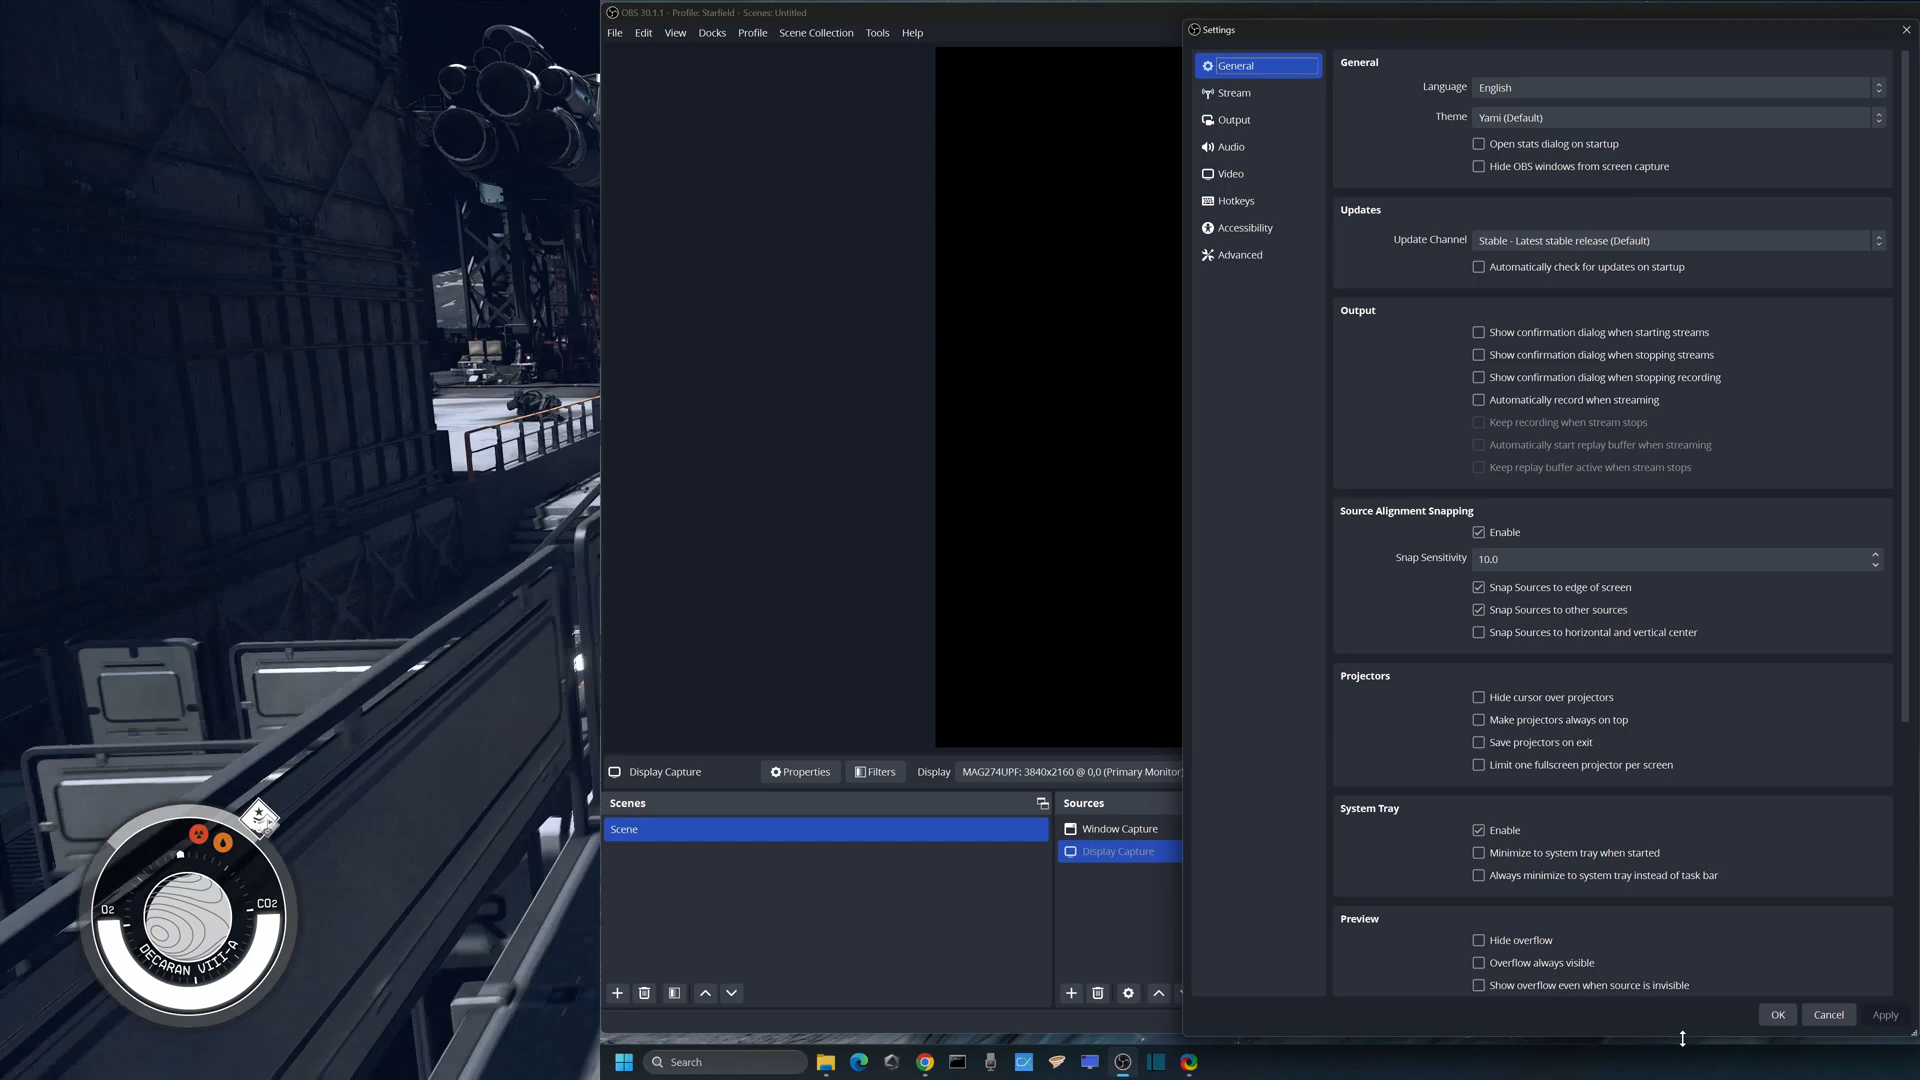 OBS 30.1.1 - Profile: Starfield - Scenes: Untitled
File Edit View Docks Profile Scene Collection Tools Help
Settings
General
Stream
Output
Audio
Video
Hotkeys
Accessibility
Advanced
General
Language English
Theme Yami (Default)
Open stats dialog on startup
Hide OBS windows from screen capture
Updates
Update Channel Stable - Latest stable release (Default)
Automatically check for updates on startup
Output
Show confirmation dialog when starting streams
Show confirmation dialog when stopping streams
Show confirmation dialog when stopping recording
Automatically record when streaming
Keep recording when stream stops
Automatically start replay buffer when streaming
Keep replay buffer active when stream stops
Source Alignment Snapping
Enable
Snap Sensitivity 10.0
Snap Sources to edge of screen
Snap Sources to other sources
Snap Sources to horizontal and vertical center
Projectors
Hide cursor over projectors
Make projectors always on top
Save projectors on exit
Limit one fullscreen projector per screen
System Tray
Enable
Minimize to system tray when started
Always minimize to system tray instead of task bar
Preview
Hide overflow
Overflow always visible
Show overflow even when source is invisible
OK Cancel Apply
Display Capture Properties Filters Display MAG274UPF: 3840x2160 @ 0,0 (Primary Monitor
Scenes
Scene
Sources
Window Capture
Display Capture
O2 CO2
DECARAN VIII-A
Search